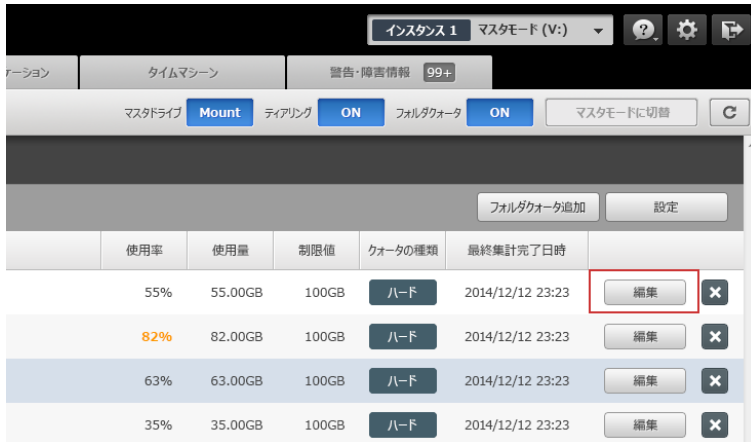 インスタンス 1 マスタモード (V:)
ーション タイムマシーン 警告・障害情報 99+
マスタドライブ Mount ティアリング ON フォルダクォータ ON マスタモードに切替
フォルダクォータ追加 設定
使用率 使用量 制限値 クォータの種類 最終集計完了日時
55% 55.00GB 100GB ハード 2014/12/12 23:23 編集
82% 82.00GB 100GB ハード 2014/12/12 23:23 編集
63% 63.00GB 100GB ハード 2014/12/12 23:23 編集
35% 35.00GB 100GB ハード 2014/12/12 23:23 編集